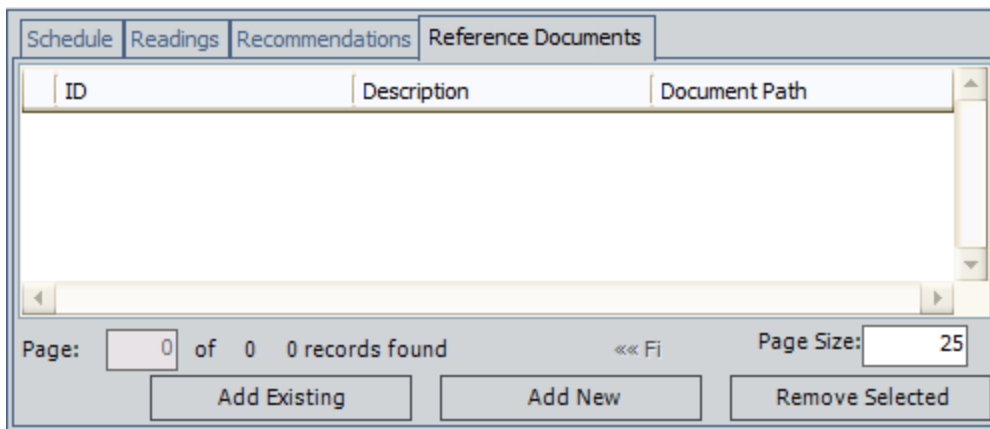 Schedule Readings Recommendations Reference Documents
ID Description Document Path
Page: 0 of 0 0 records found «« Fi Page Size: 25
Add Existing Add New Remove Selected